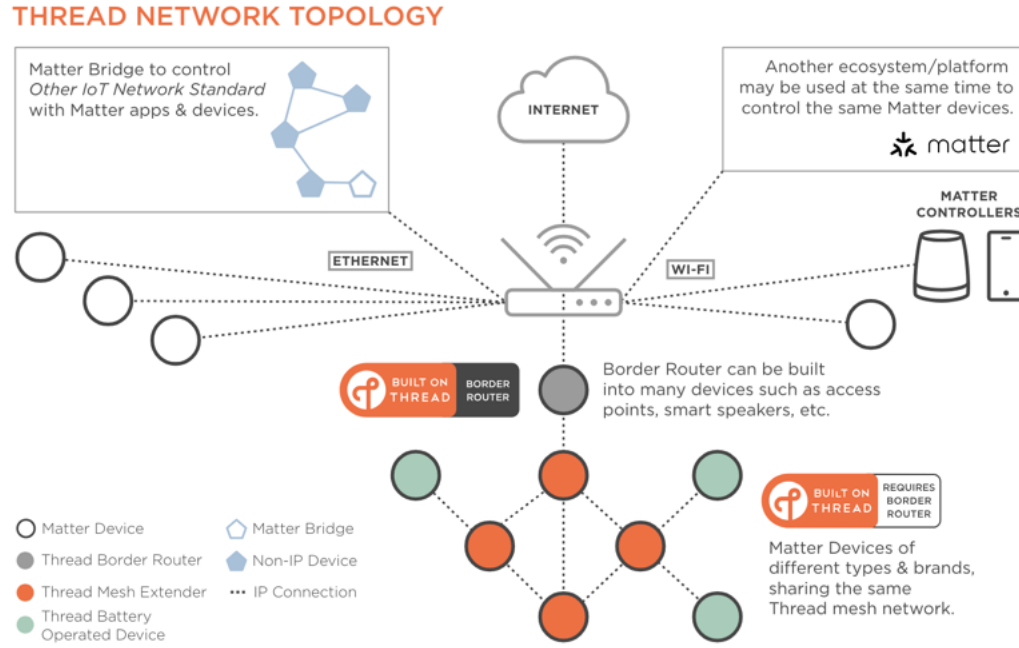 THREAD NETWORK TOPOLOGY
Matter Bridge to control
Other IoT Network Standard
with Matter apps & devices.
INTERNET
Another ecosystem/platform
may be used at the same time to
control the same Matter devices.
matter
MATTER
CONTROLLERS
ETHERNET
WI-FI
BUILT ON
THREAD
BORDER
ROUTER
Border Router can be built
into many devices such as access
points, smart speakers, etc.
BUILT ON
THREAD
REQUIRES
BORDER
ROUTER
Matter Devices of
different types & brands,
sharing the same
Thread mesh network.
Matter Device
Thread Border Router
Thread Mesh Extender
Thread Battery
Operated Device
Matter Bridge
Non-IP Device
IP Connection